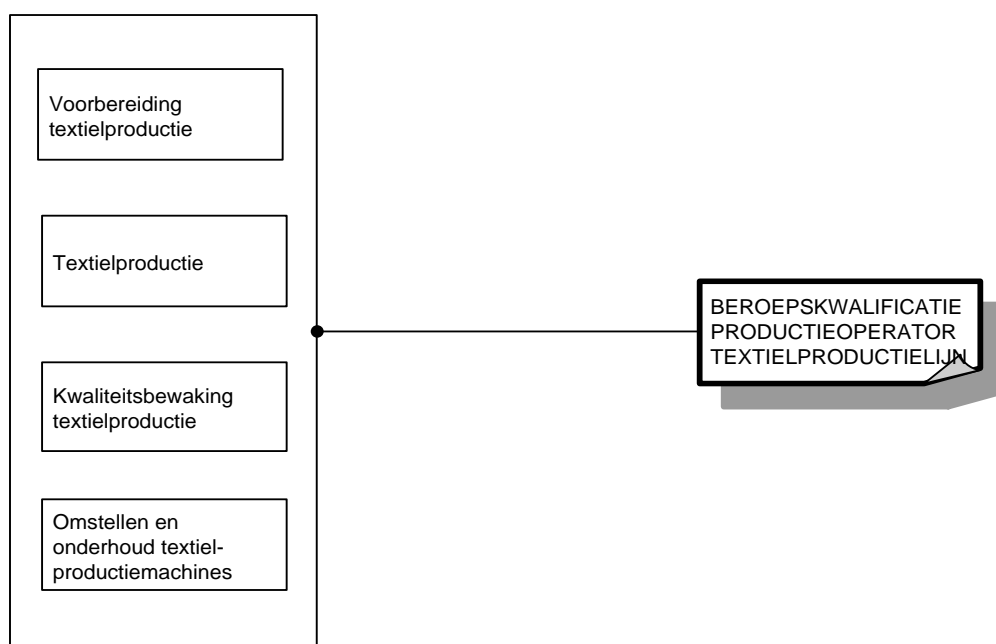 Voorbereiding
textielproductie
Textielproductie
Kwaliteitsbewaking
textielproductie
Omstellen en
onderhoud textiel-
productiemachines
BEROEPSKWALIFICATIE
PRODUCTIEOPERATOR
TEXTIELPRODUCTIELIJN